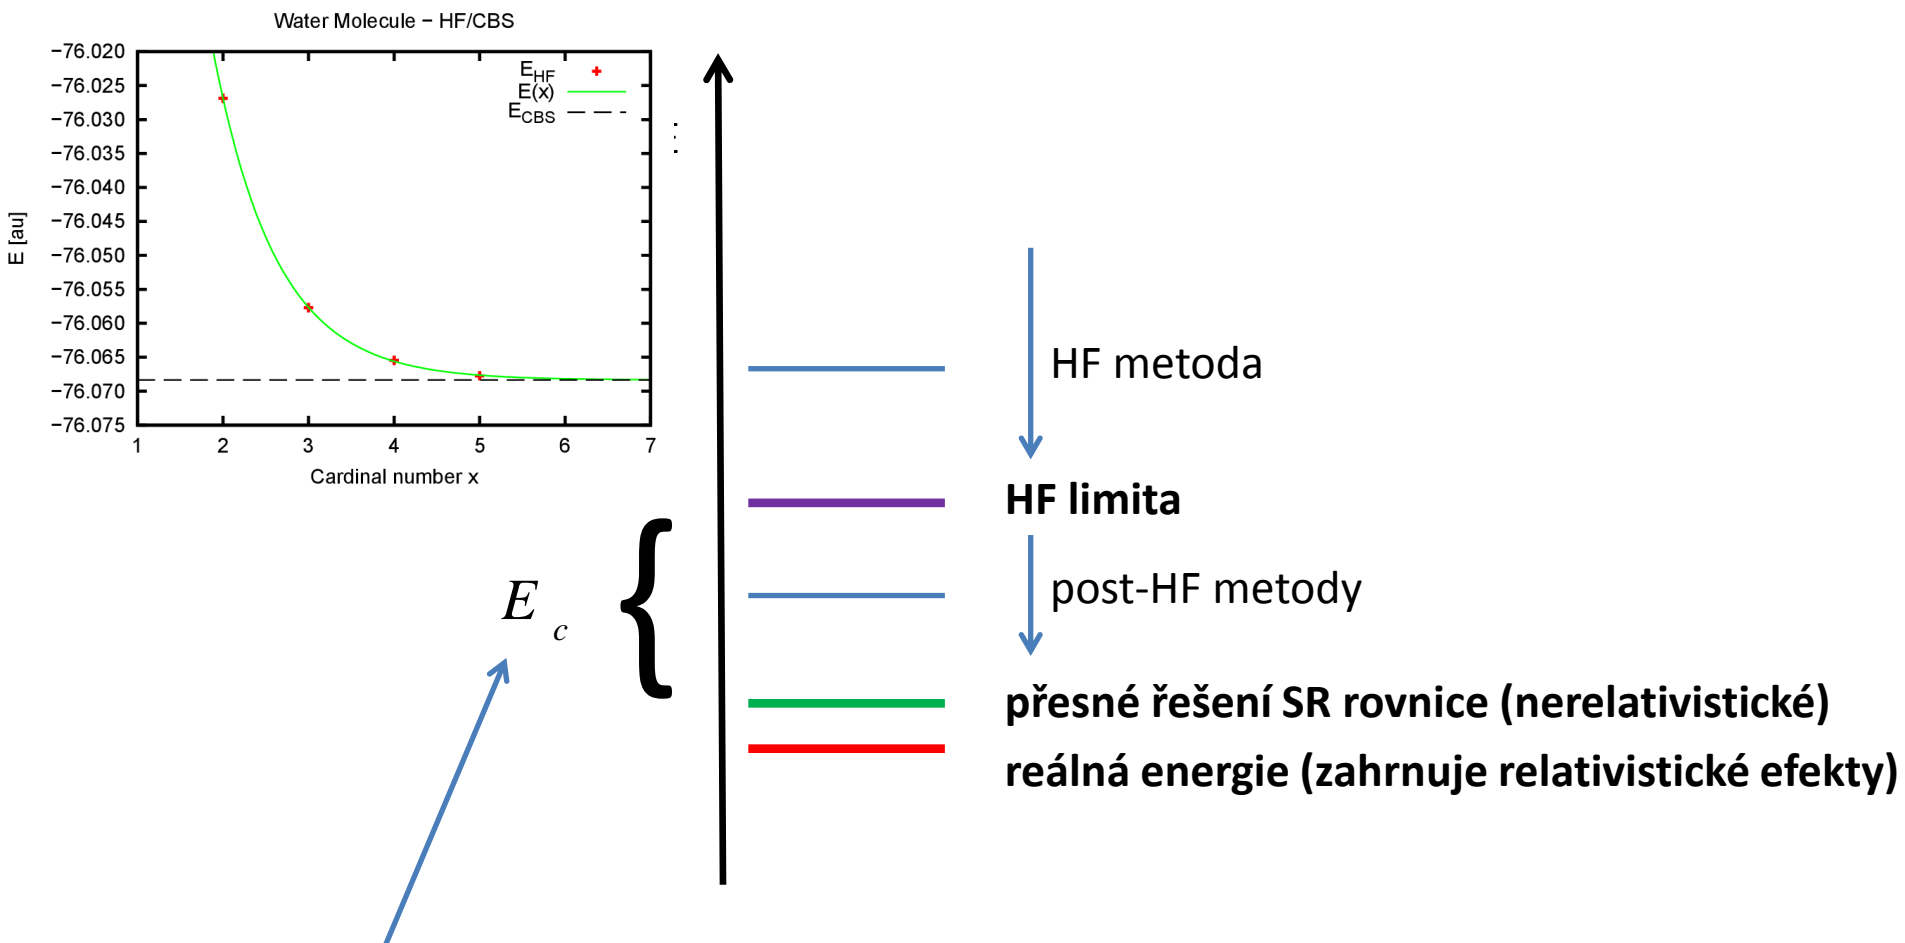 Water Molecule − HF/CBS
−76.020
−76.025
−76.030
−76.035
−76.040
−76.045
−76.050
−76.055
−76.060
−76.065
−76.070
−76.075
E [au]
E_HF
E(x)
E_CBS
1 2 3 4 5 6 7
Cardinal number x
HF metoda
HF limita
E_c
{
post-HF metody
přesné řešení SR rovnice (nerelativistické)
reálná energie (zahrnuje relativistické efekty)